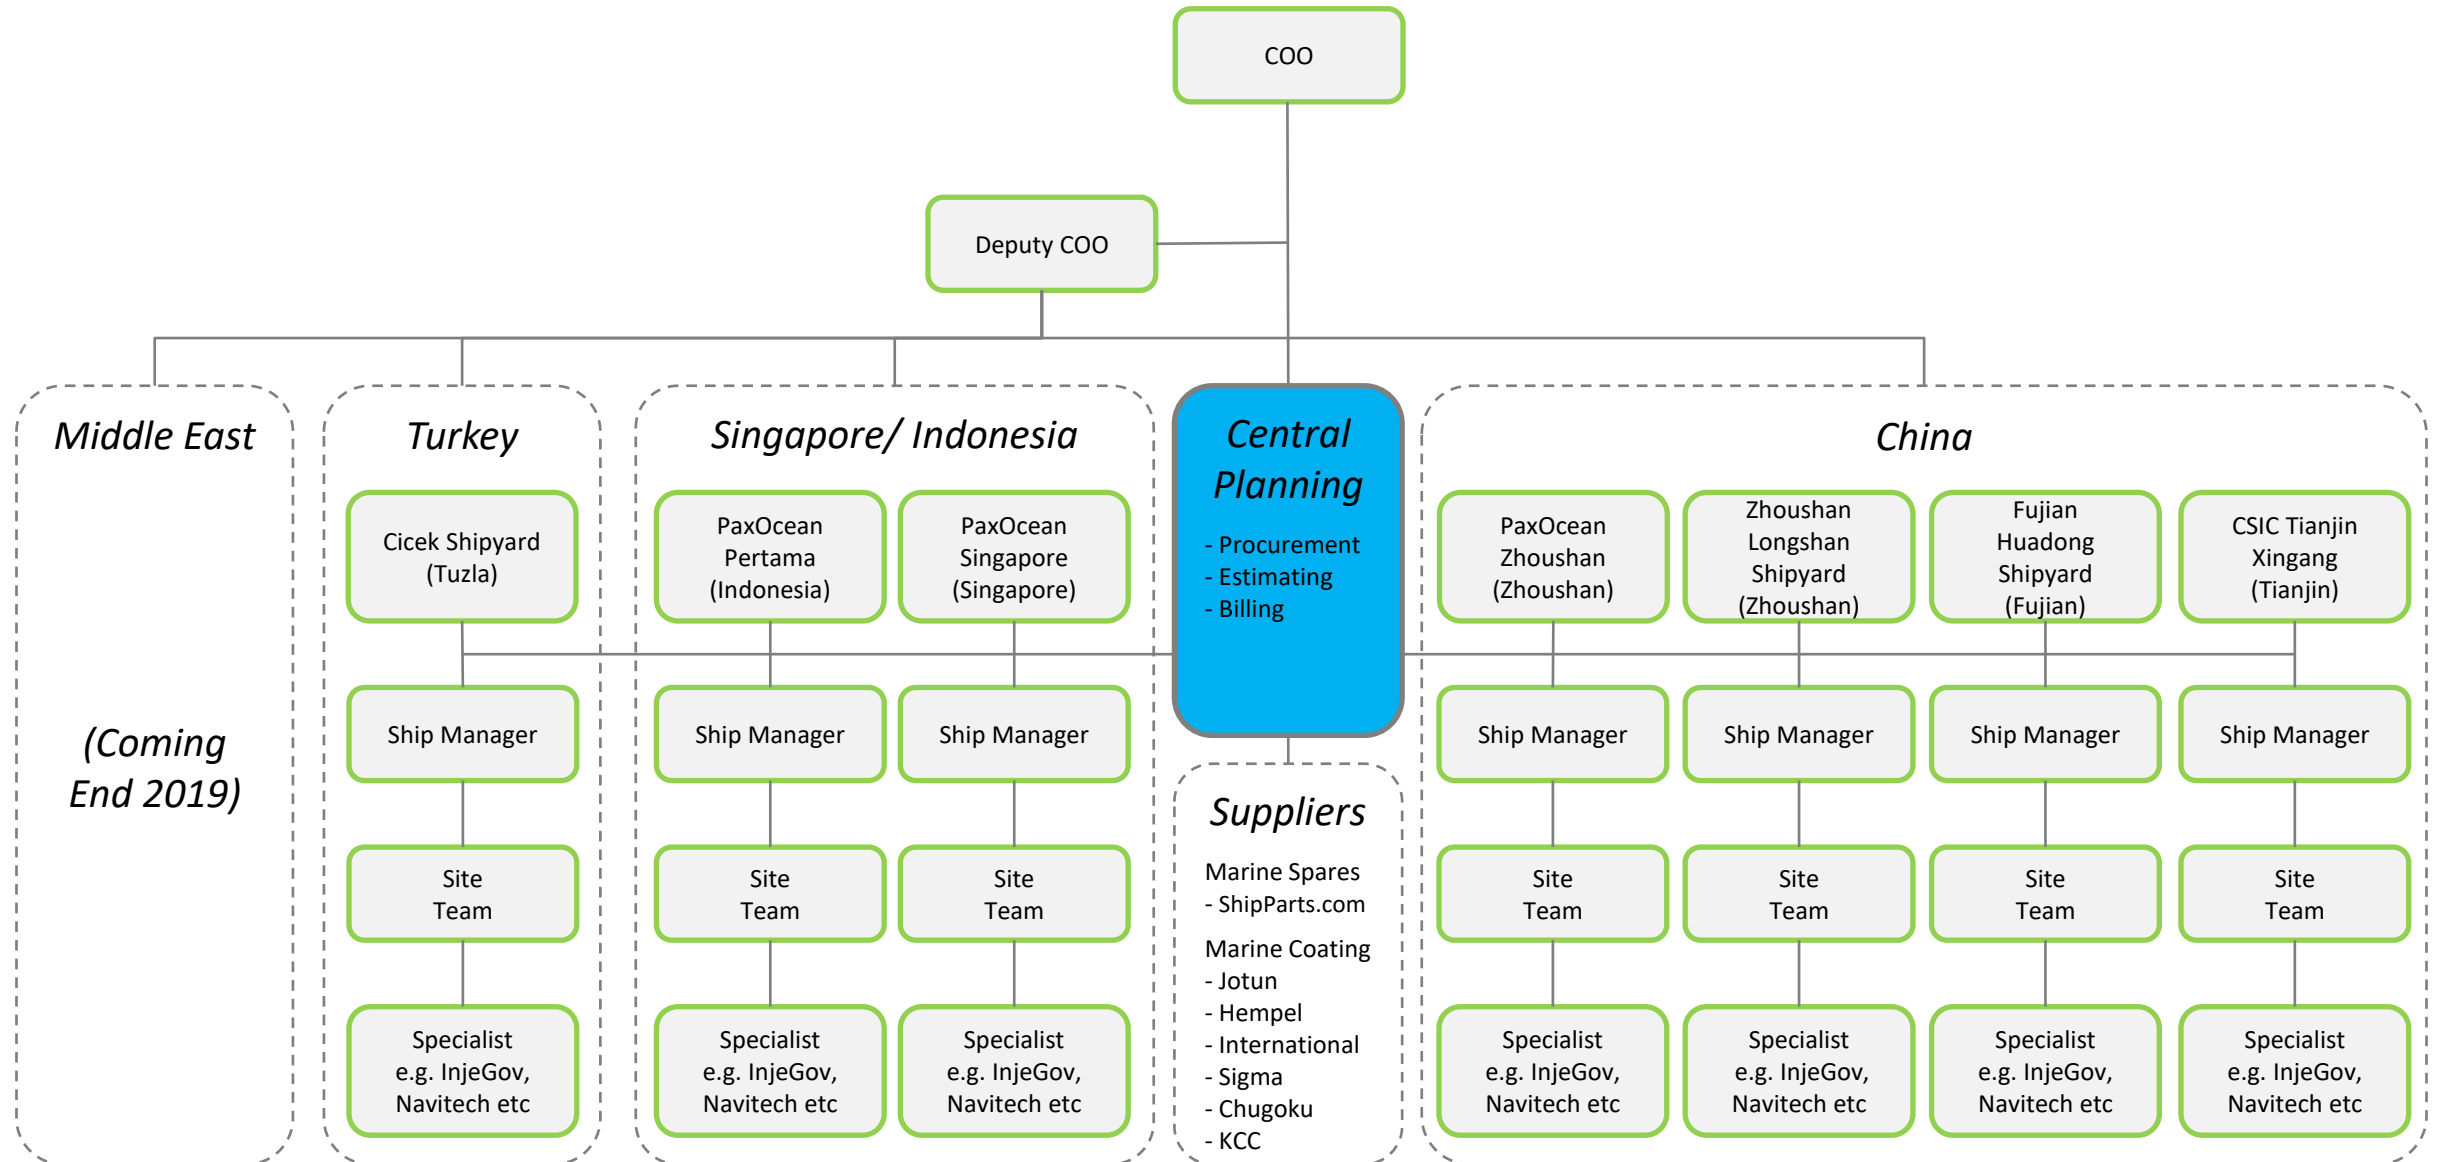 COO
Deputy COO
Middle East
(Coming
End 2019)
Turkey
Cicek Shipyard
(Tuzla)
Ship Manager
Site
Team
Specialist
e.g. InjeGov,
Navitech etc
Singapore/ Indonesia
PaxOcean
Pertama
(Indonesia)
Ship Manager
Site
Team
Specialist
e.g. InjeGov,
Navitech etc
PaxOcean
Singapore
(Singapore)
Ship Manager
Site
Team
Specialist
e.g. InjeGov,
Navitech etc
Central
Planning
- Procurement
- Estimating
- Billing
Suppliers
Marine Spares
- ShipParts.com
Marine Coating
- Jotun
- Hempel
- International
- Sigma
- Chugoku
- KCC
China
PaxOcean
Zhoushan
(Zhoushan)
Ship Manager
Site
Team
Specialist
e.g. InjeGov,
Navitech etc
Zhoushan
Longshan
Shipyard
(Zhoushan)
Ship Manager
Site
Team
Specialist
e.g. InjeGov,
Navitech etc
Fujian
Huadong
Shipyard
(Fujian)
Ship Manager
Site
Team
Specialist
e.g. InjeGov,
Navitech etc
CSIC Tianjin
Xingang
(Tianjin)
Ship Manager
Site
Team
Specialist
e.g. InjeGov,
Navitech etc